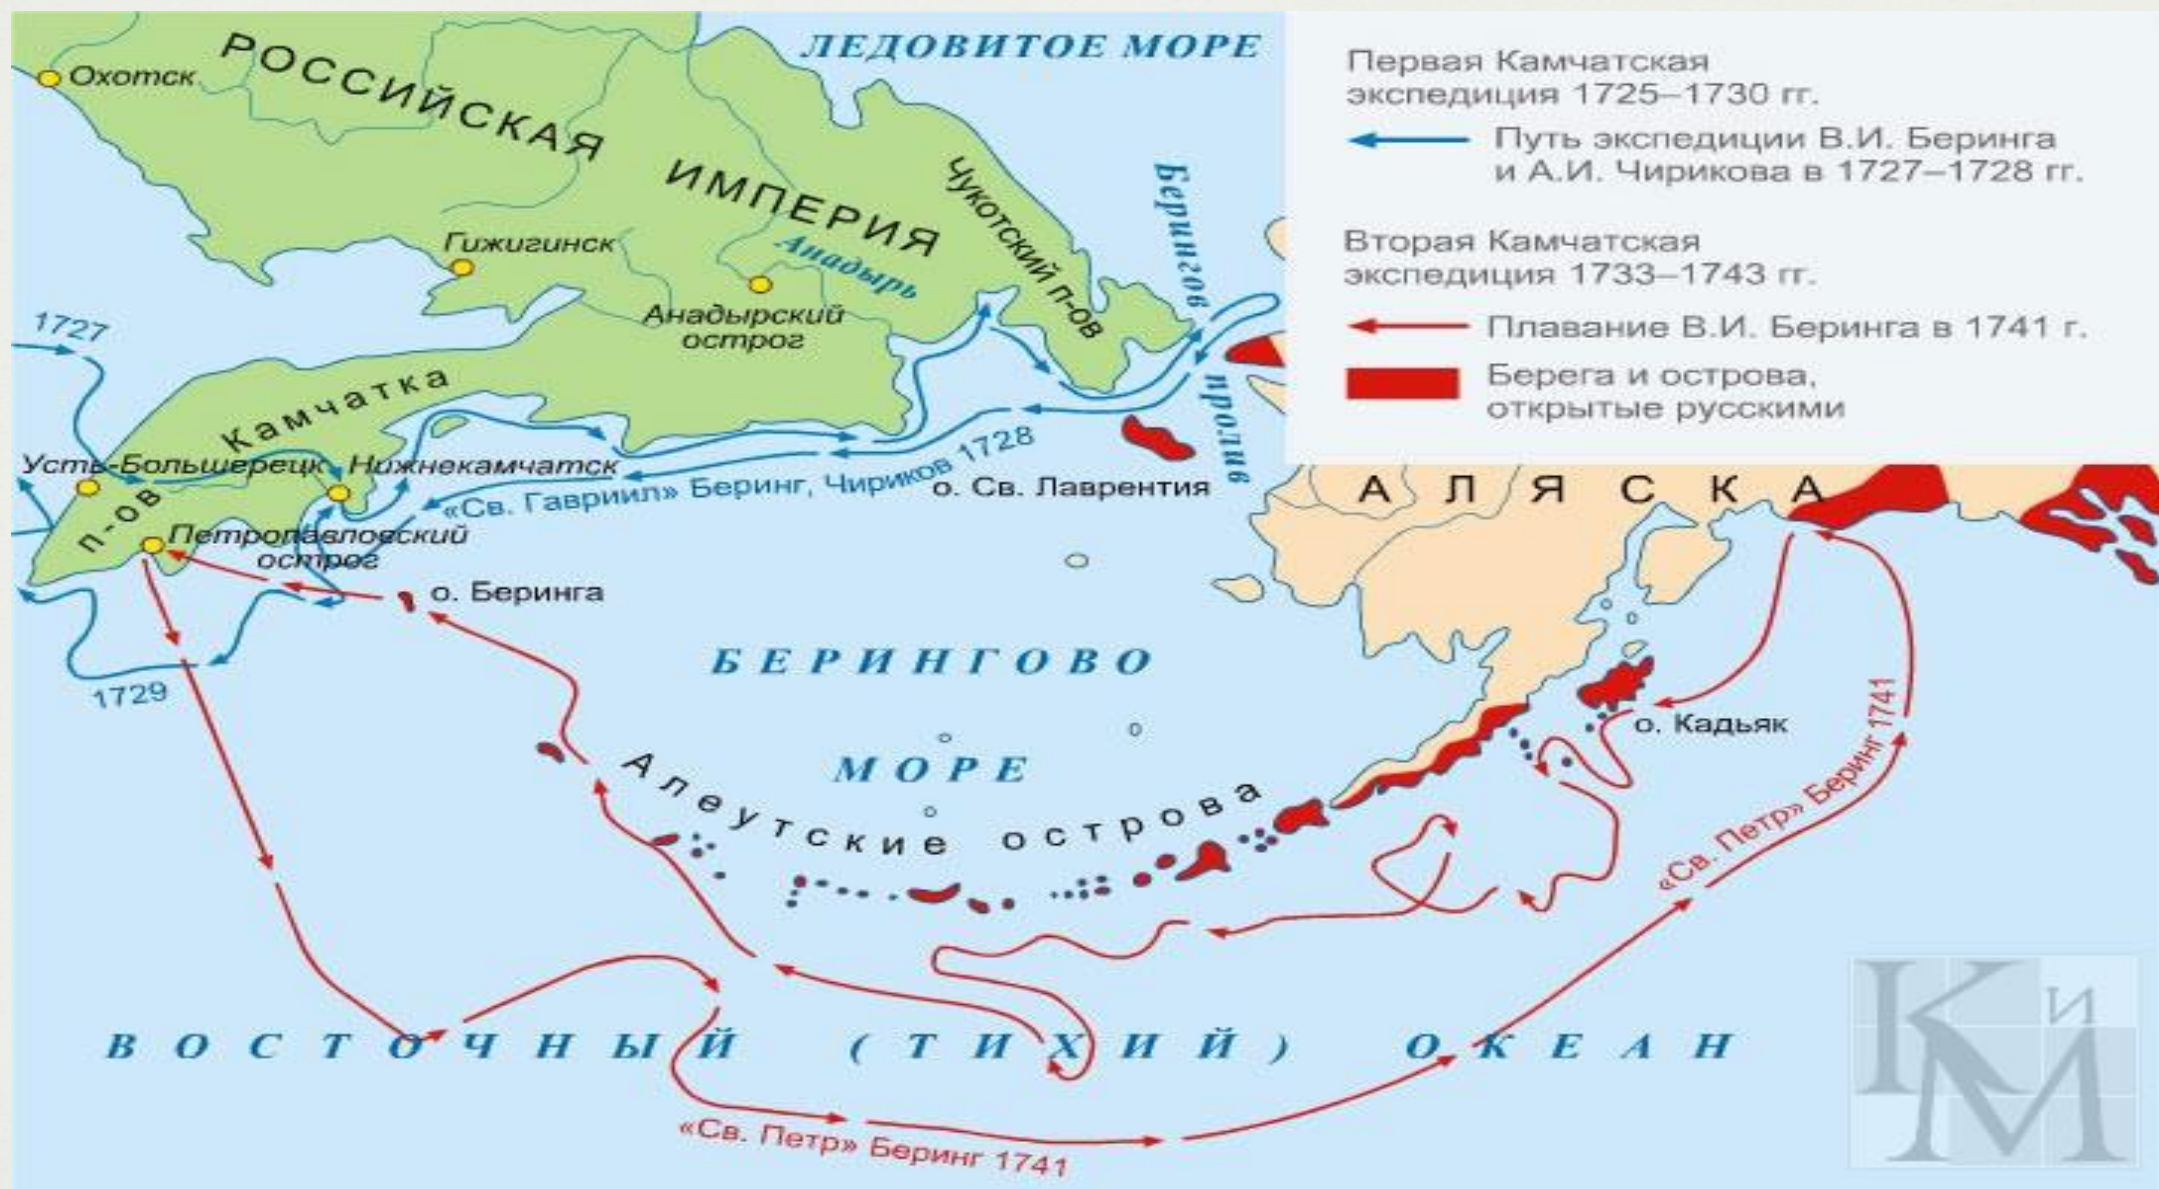 ЛЕДОВИТОЕ МОРЕ
Охотск
РОССИЙСКАЯ ИМПЕРИЯ
Чукотский п-ов
Берингов пролив
Гижигинск
Анадырь
Анадырский
острог
1727
п-ов Камчатка
Усть-Большерецк
Нижнекамчатск
«Св. Гавриил» Беринг, Чириков 1728
о. Св. Лаврентия
Петропавловский
острог
о. Беринга
1729
АЛЯСКА
БЕРИНГОВО
МОРЕ
Алеутские острова
о. Кадьяк
«Св. Петр» Беринг 1741
ВОСТОЧНЫЙ (ТИХИЙ) ОКЕАН
«Св. Петр» Беринг 1741
Первая Камчатская
экспедиция 1725–1730 гг.
Путь экспедиции В.И. Беринга
и А.И. Чирикова в 1727–1728 гг.
Вторая Камчатская
экспедиция 1733–1743 гг.
Плавание В.И. Беринга в 1741 г.
Берега и острова,
открытые русскими
К и М